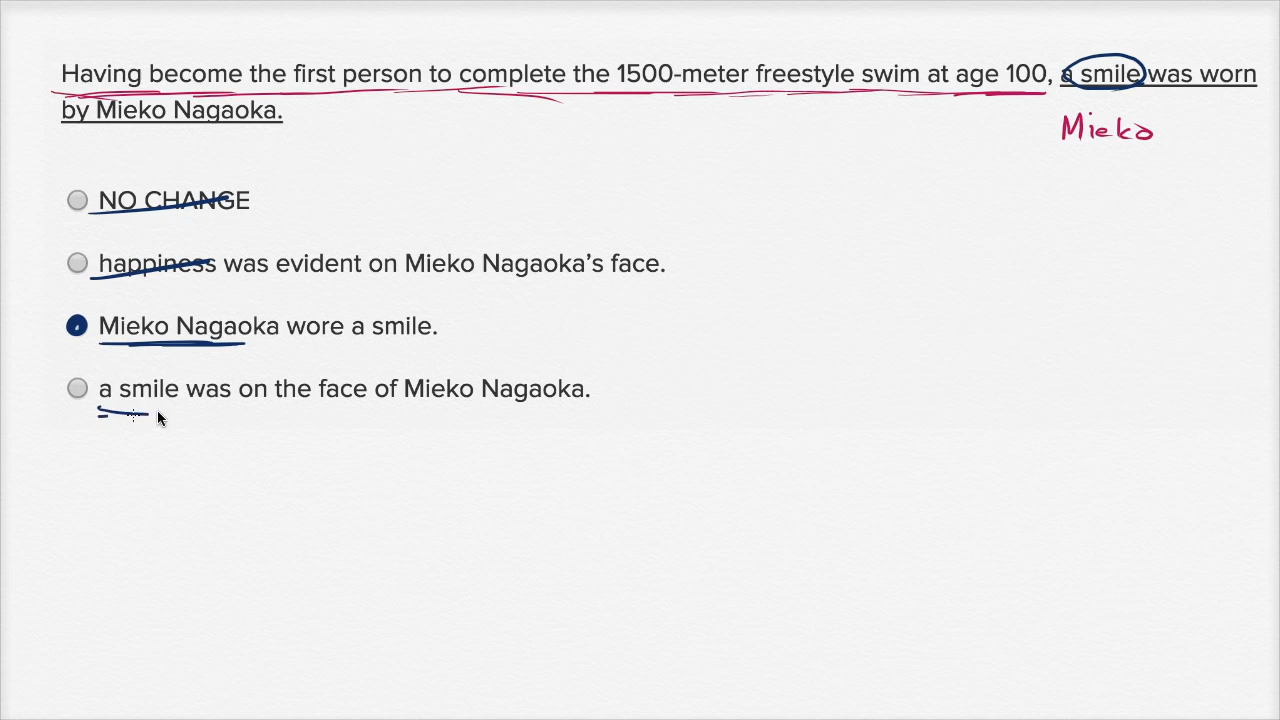 Having become the first person to complete the 1500-meter freestyle swim at age 100, a smile was worn
by Mieko Nagaoka.
Mieko
NO CHANGE
happiness was evident on Mieko Nagaoka’s face.
Mieko Nagaoka wore a smile.
a smile was on the face of Mieko Nagaoka.